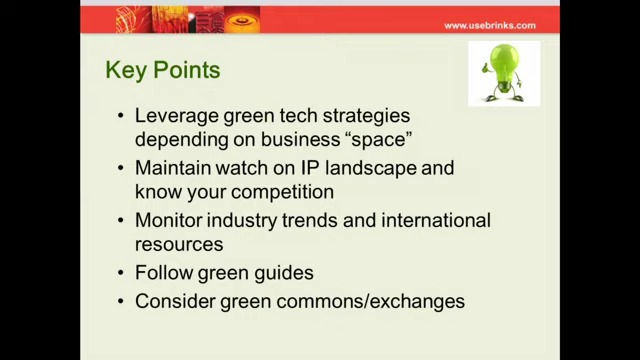 www.usebrinks.com
Key Points
• Leverage green tech strategies
depending on business “space”
• Maintain watch on IP landscape and
know your competition
• Monitor industry trends and international
resources
• Follow green guides
• Consider green commons/exchanges